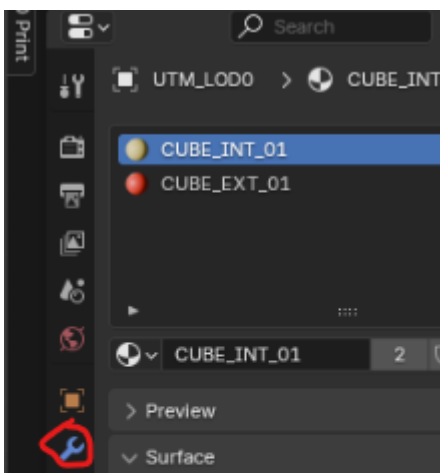 Print
Search
UTM_LOD0 > CUBE_INT
CUBE_INT_01
CUBE_EXT_01
CUBE_INT_01 2
Preview
Surface